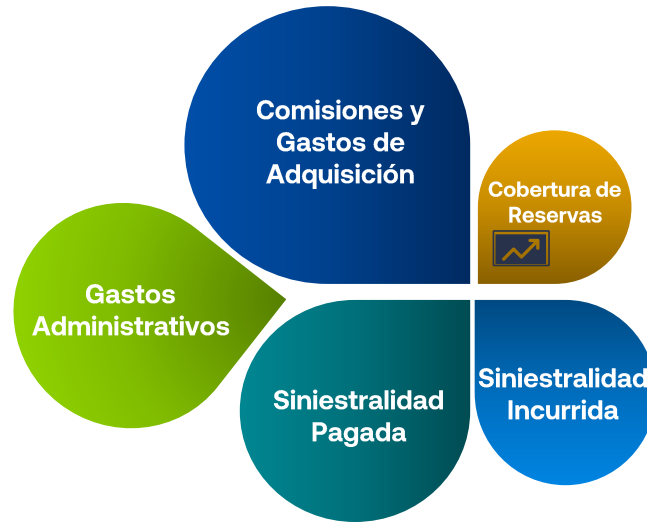 Comisiones y
Gastos de
Adquisición
Cobertura de
Reservas
Gastos
Administrativos
Siniestralidad
Pagada
Siniestralidad
Incurrida